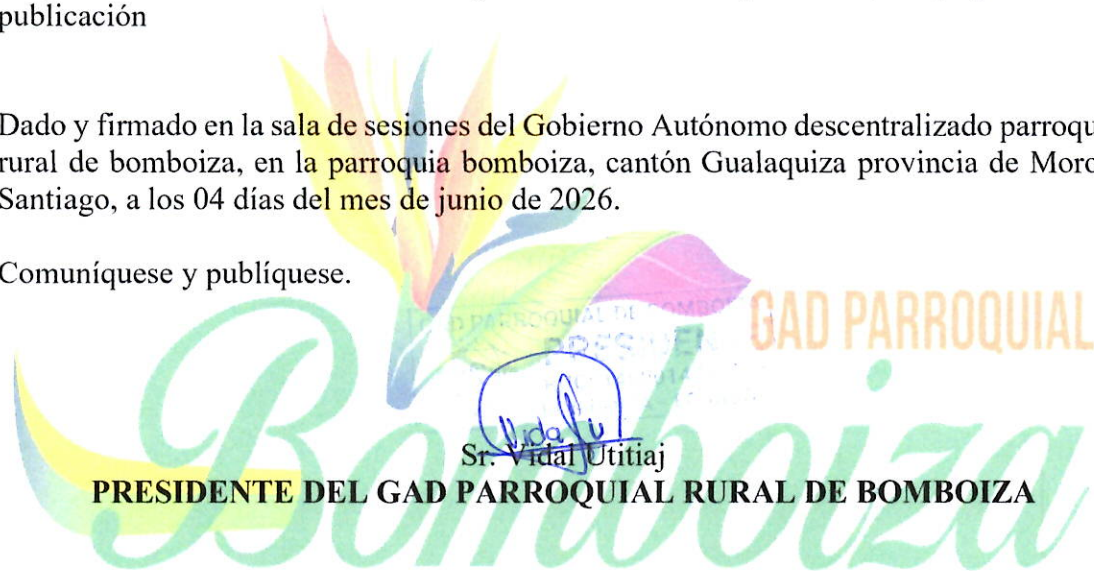 publicación
Dado y firmado en la sala de sesiones del Gobierno Autónomo descentralizado parroqu
rural de bomboiza, en la parroquia bomboiza, cantón Gualaquiza provincia de Moro
Santiago, a los 04 días del mes de junio de 2026.
Comuníquese y publíquese.
GAD PARROQUIAL
Bomboiza
Sr. Vidal Utitiaj
PRESIDENTE DEL GAD PARROQUIAL RURAL DE BOMBOIZA